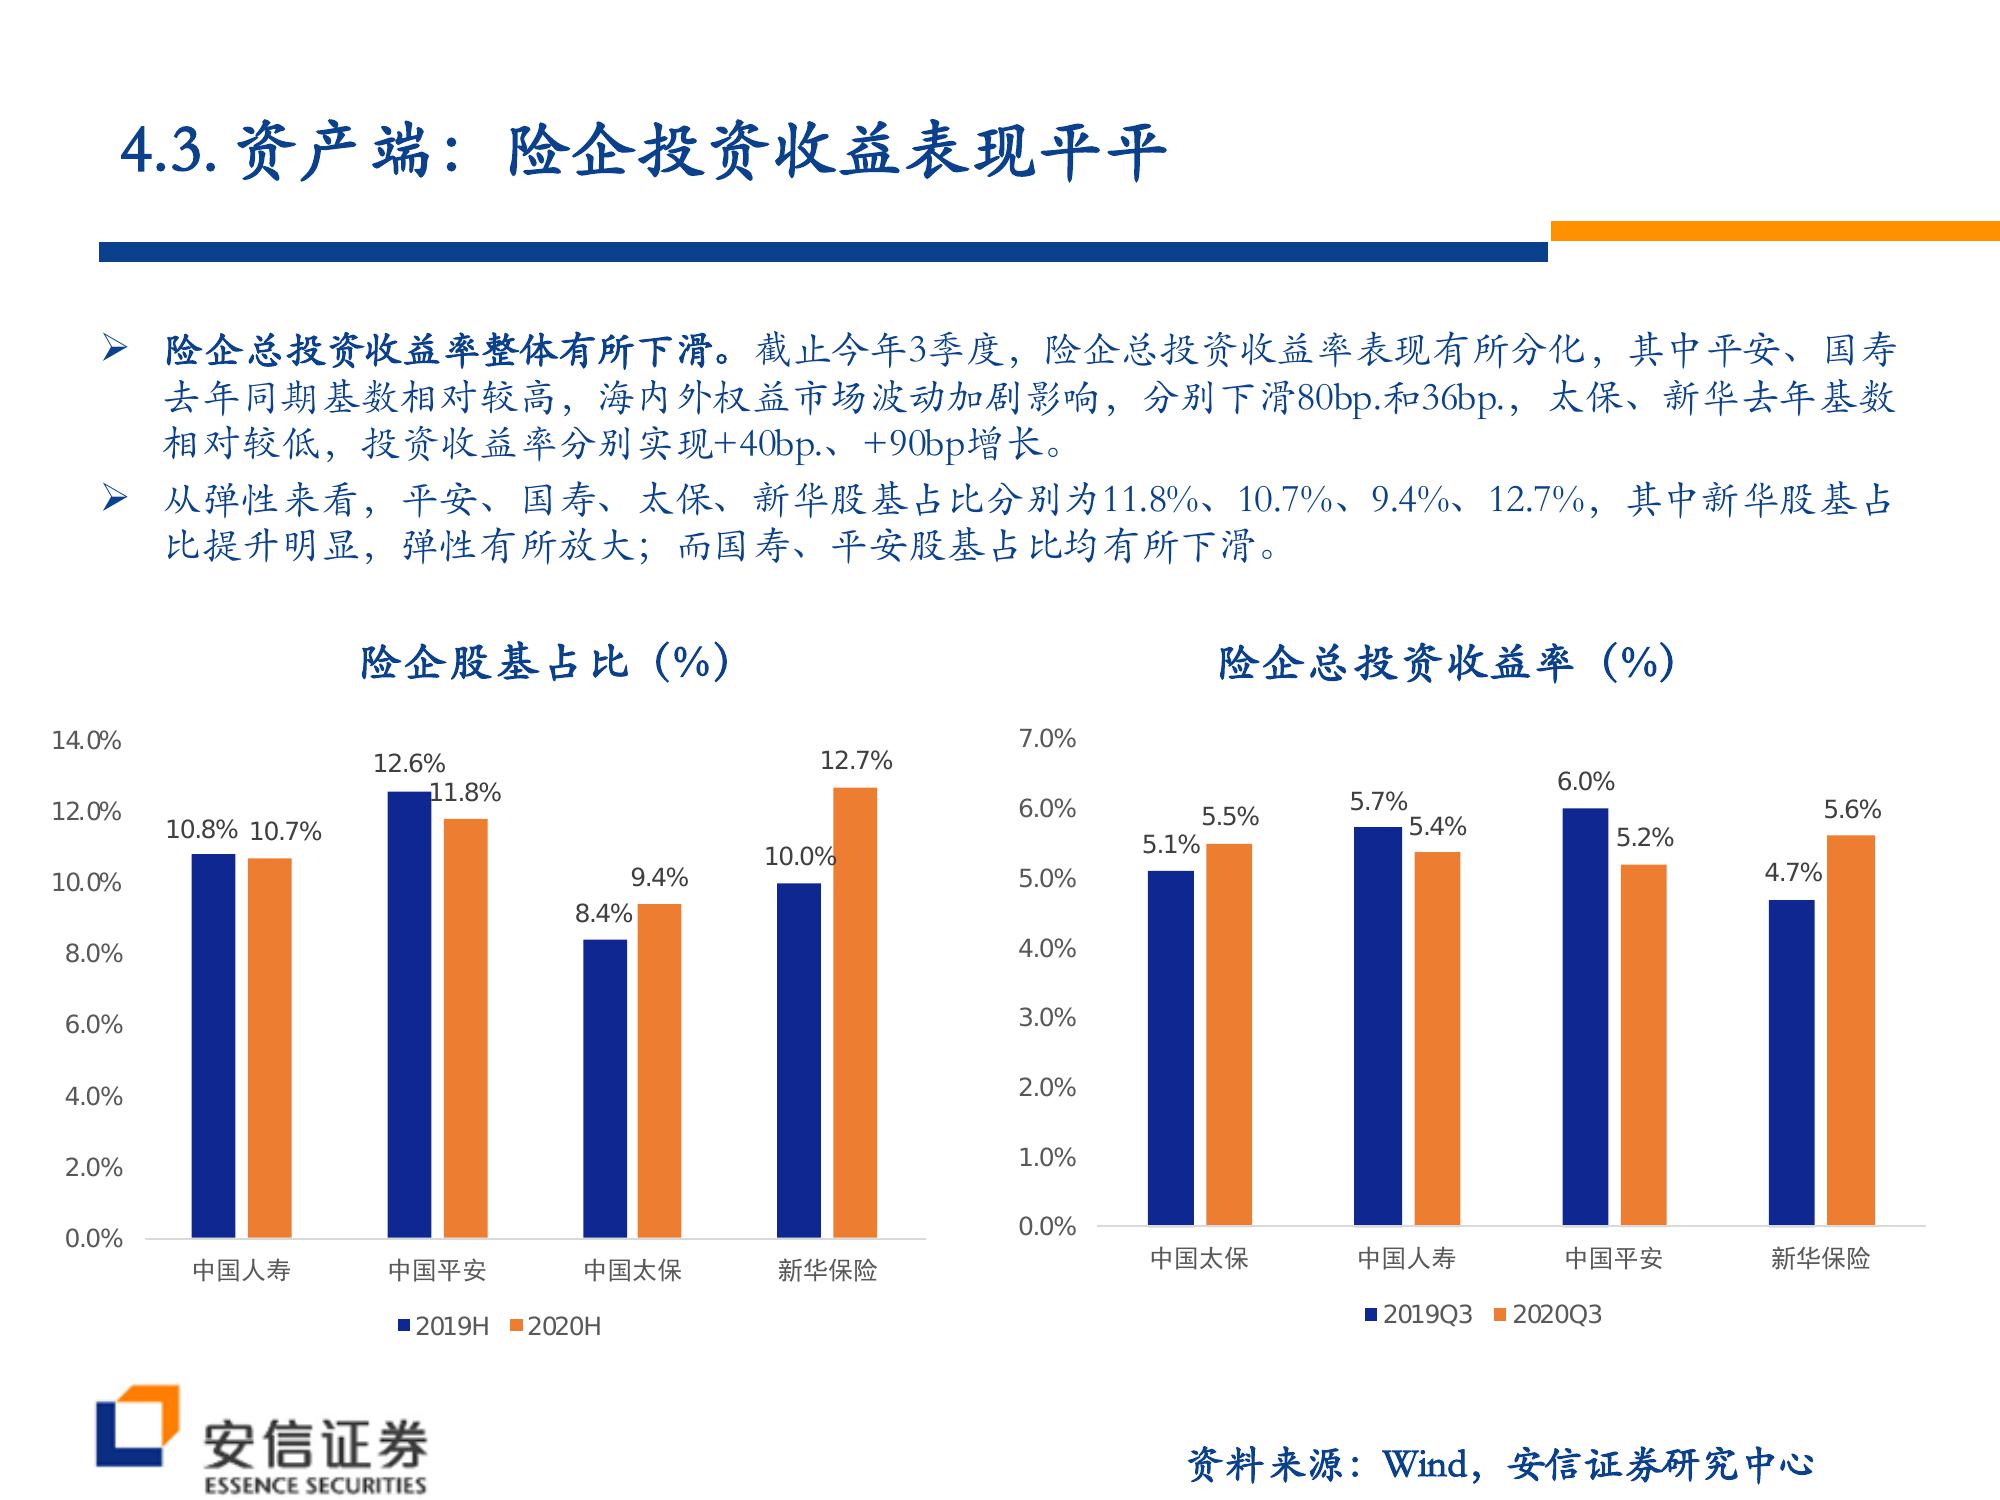 4.3. 资产端：险企投资收益表现平平
➢ 险企总投资收益率整体有所下滑。截止今年3季度，险企总投资收益率表现有所分化，其中平安、国寿
去年同期基数相对较高，海内外权益市场波动加剧影响，分别下滑80bp.和36bp.，太保、新华去年基数
相对较低，投资收益率分别实现+40bp.、+90bp增长。
➢ 从弹性来看，平安、国寿、太保、新华股基占比分别为11.8%、10.7%、9.4%、12.7%，其中新华股基占
比提升明显，弹性有所放大；而国寿、平安股基占比均有所下滑。
险企股基占比（%）
14.0%
12.0%
10.0%
8.0%
6.0%
4.0%
2.0%
0.0%
10.8% 10.7%
12.6% 11.8%
8.4% 9.4%
10.0% 12.7%
中国人寿 中国平安 中国太保 新华保险
2019H 2020H
险企总投资收益率（%）
7.0%
6.0%
5.0%
4.0%
3.0%
2.0%
1.0%
0.0%
5.1% 5.5%
5.7% 5.4%
6.0% 5.2%
4.7% 5.6%
中国太保 中国人寿 中国平安 新华保险
2019Q3 2020Q3
安信证券
ESSENCE SECURITIES
资料来源：Wind，安信证券研究中心